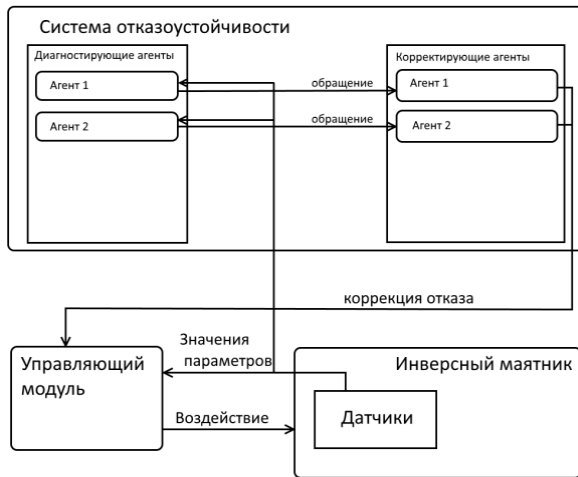 Система отказоустойчивости
Диагностирующие агенты
Корректирующие агенты
Агент 1
обращение
Агент 1
Агент 2
обращение
Агент 2
коррекция отказа
Значения
параметров
Управляющий
модуль
Инверсный маятник
Воздействие
Датчики